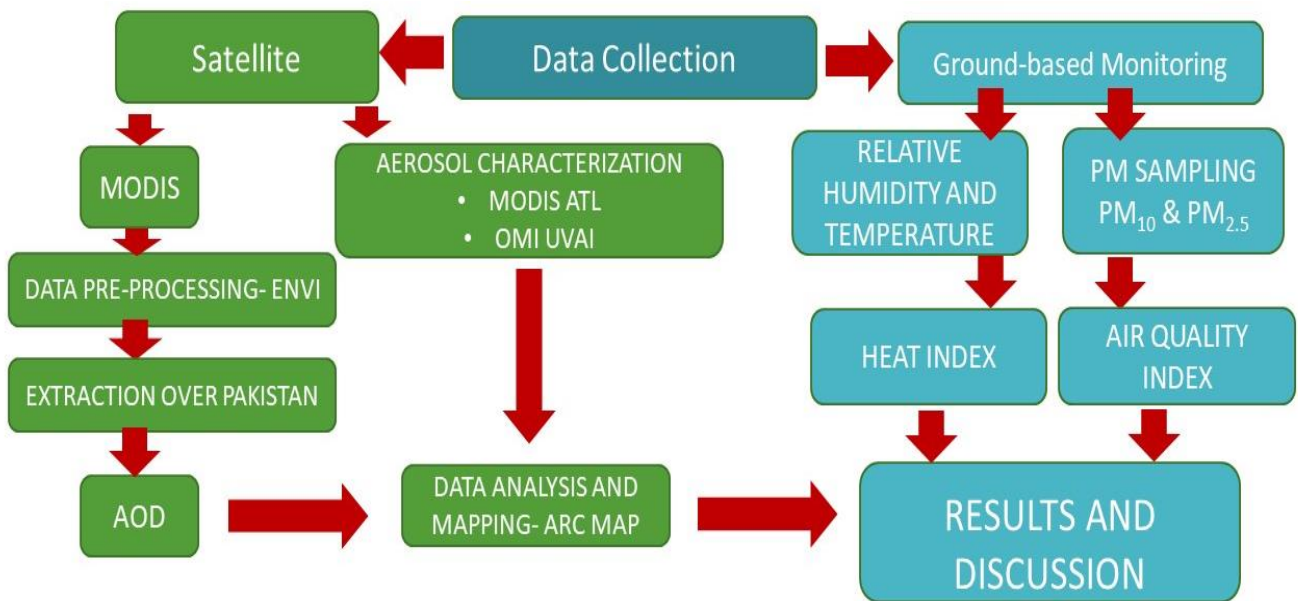 Satellite
Data Collection
Ground-based Monitoring
MODIS
AEROSOL CHARACTERIZATION
• MODIS ATL
• OMI UVAI
RELATIVE
HUMIDITY AND
TEMPERATURE
PM SAMPLING
PM₁₀ & PM₂.₅
DATA PRE-PROCESSING- ENVI
EXTRACTION OVER PAKISTAN
HEAT INDEX
AIR QUALITY
INDEX
AOD
DATA ANALYSIS AND
MAPPING- ARC MAP
RESULTS AND
DISCUSSION